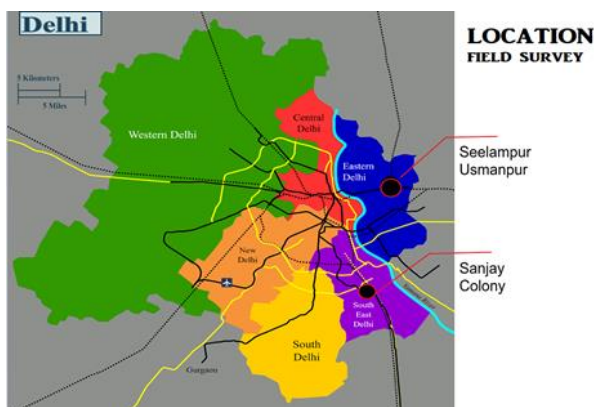 Delhi
LOCATION
FIELD SURVEY
5 Kilometers
5 Miles
Central
Delhi
Western Delhi
Eastern
Delhi
Seelampur
Usmanpur
New
Delhi
Sanjay
Colony
South
East
Delhi
South
Delhi
Gurgaon